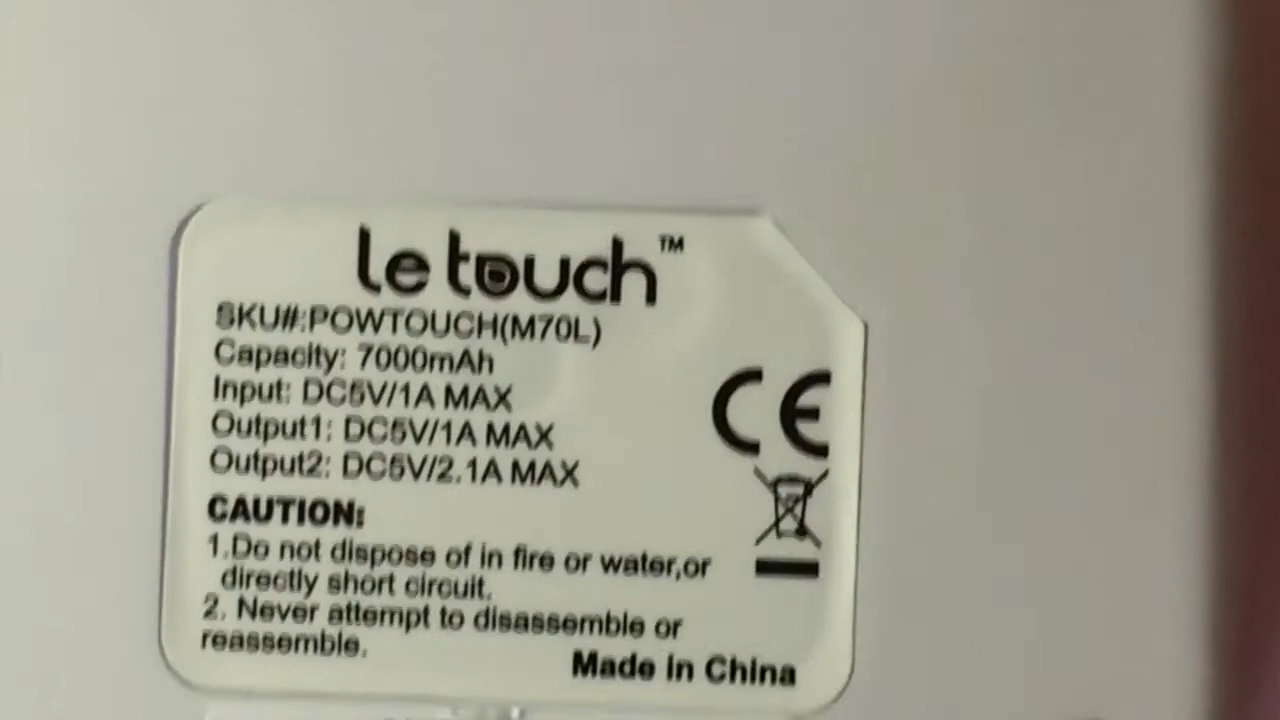 le touch™
SKU#:POWTOUCH(M70L)
Capacity: 7000mAh
Input: DC5V/1A MAX
Output1: DC5V/1A MAX
Output2: DC5V/2.1A MAX
CE
CAUTION:
1.Do not dispose of in fire or water,or
directly short circuit.
2. Never attempt to disassemble or
reassemble.
Made in China